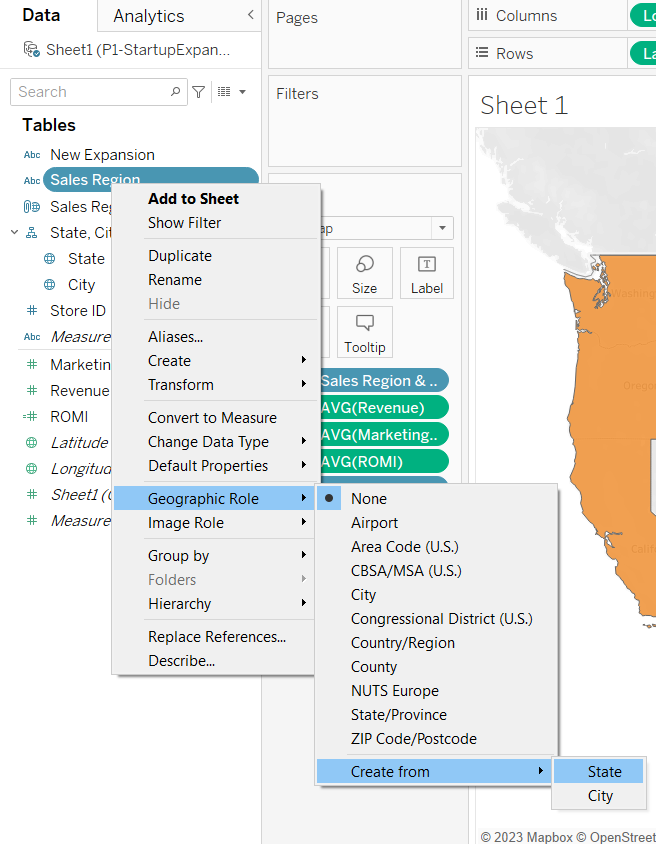 Data
Analytics
Sheet1 (P1-StartupExpan...
Search
Tables
Abc New Expansion
Abc Sales Region
Sales Reg
State, Cit
State
City
Store ID
Abc Measure
Marketin
Revenue
ROMI
Latitude
Longitud
Sheet1 (
Measure
Add to Sheet
Show Filter
Duplicate
Rename
Hide
Aliases...
Create
Transform
Convert to Measure
Change Data Type
Default Properties
Geographic Role
Image Role
Group by
Folders
Hierarchy
Replace References...
Describe...
None
Airport
Area Code (U.S.)
CBSA/MSA (U.S.)
City
Congressional District (U.S.)
Country/Region
County
NUTS Europe
State/Province
ZIP Code/Postcode
Create from
State
City
Pages
Filters
ap
Size
Label
Tooltip
Sales Region & ..
AVG(Revenue)
AVG(Marketing..
AVG(ROMI)
Columns
Lo
Rows
La
Sheet 1
Washington
Oregon
Calif
© 2023 Mapbox © OpenStreet